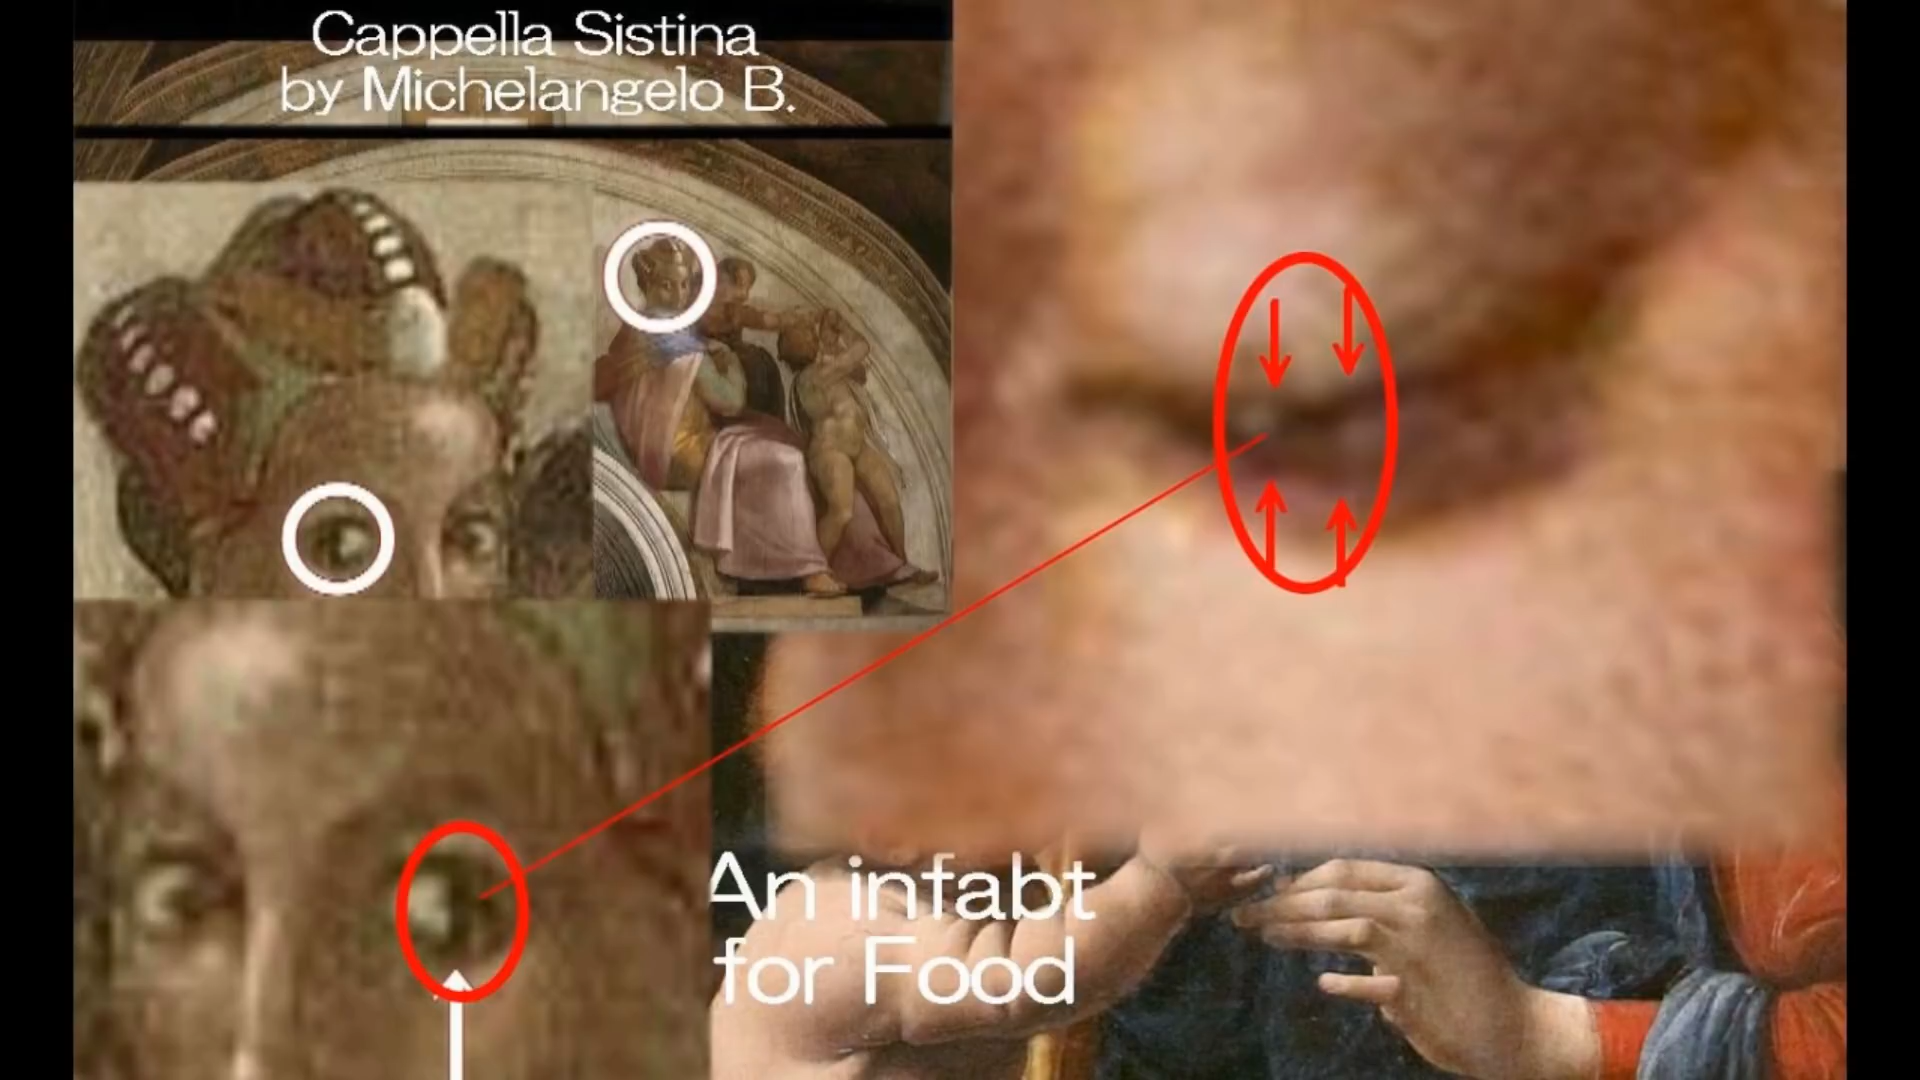 Cappella Sistina
by Michelangelo B.
An infabt
for Food